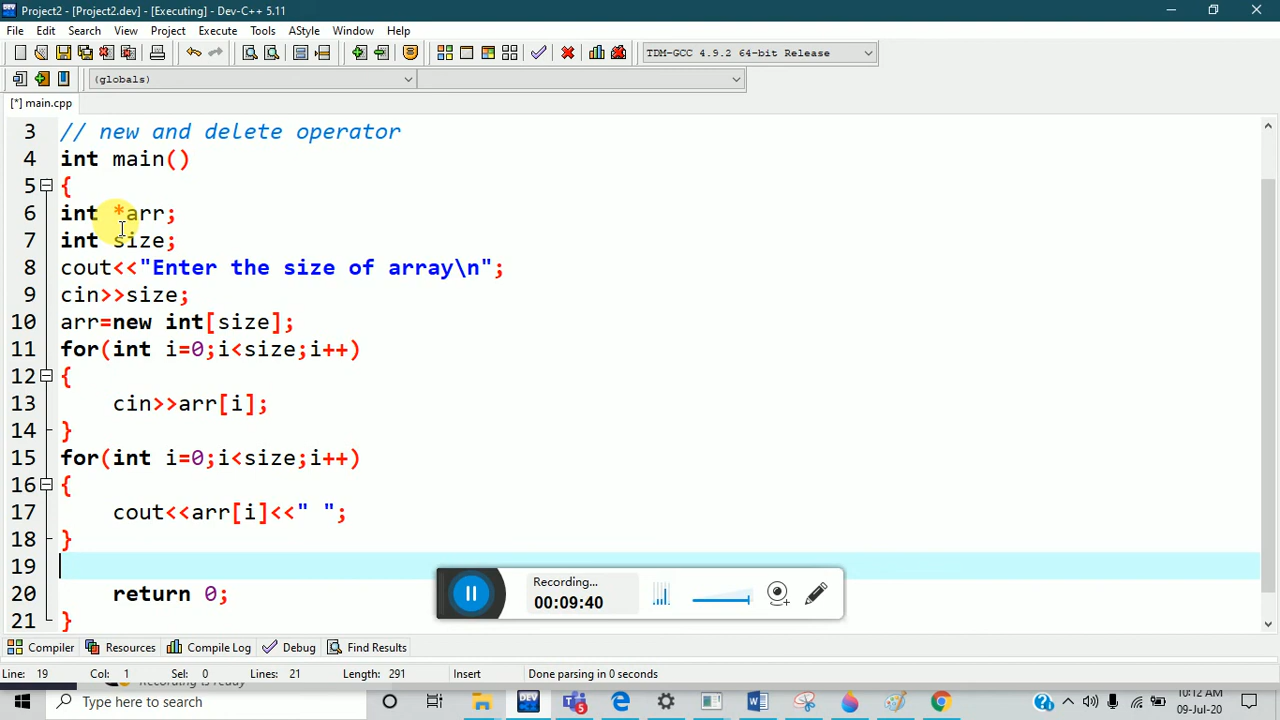 Project2 - [Project2.dev] - [Executing] - Dev-C++ 5.11
File Edit Search View Project Execute Tools AStyle Window Help
TDM-GCC 4.9.2 64-bit Release
(globals)
[*] main.cpp
3 // new and delete operator
4 int main()
5 {
6 int *arr;
7 int size;
8 cout<<"Enter the size of array\n";
9 cin>>size;
10 arr=new int[size];
11 for(int i=0;i<size;i++)
12 {
13 cin>>arr[i];
14 }
15 for(int i=0;i<size;i++)
16 {
17 cout<<arr[i]<<" ";
18 }
19
20 return 0;
21 }
Recording...
00:09:40
Compiler Resources Compile Log Debug Find Results
Line: 19 Col: 1 Sel: 0 Lines: 21 Length: 291 Insert Done parsing in 0 seconds
Recording is ready
Type here to search
DEV
10:12 AM
09-Jul-20